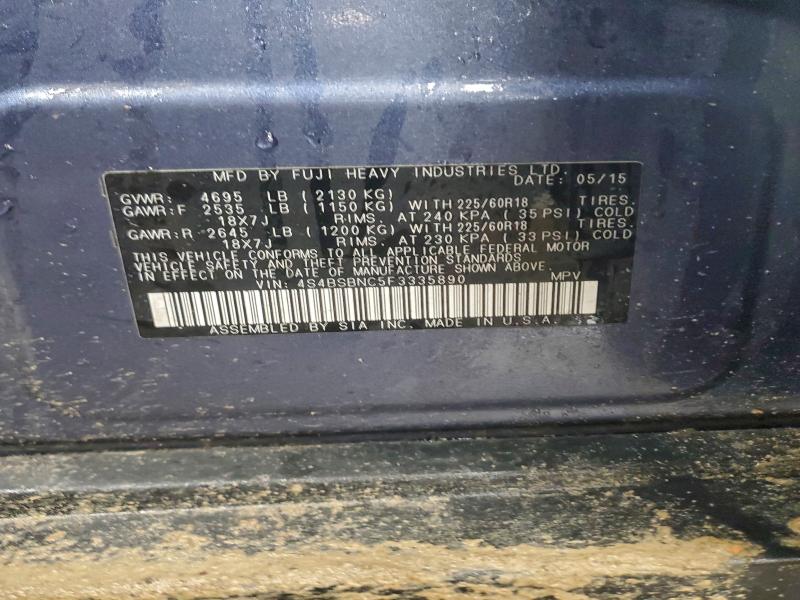 MFD BY FUJI HEAVY INDUSTRIES LTD
DATE: 05/15
GVWR: 4695 LB ( 2130 KG)
GAWR:F 2535 LB ( 1150 KG) WITH 225/60R18 TIRES.
18X7J RIMS. AT 240 KPA ( 35 PSI) COLD
GAWR:R 2645 LB ( 1200 KG) WITH 225/60R18 TIRES.
18X7J RIMS. AT 230 KPA ( 33 PSI) COLD
THIS VEHICLE CONFORMS TO ALL APPLICABLE FEDERAL MOTOR
VEHICLE SAFETY AND THEFT PREVENTION STANDARDS
IN EFFECT ON THE DATE OF MANUFACTURE SHOWN ABOVE.
VIN: 4S4BSBNC5F3335890 MPV
ASSEMBLED BY SIA INC. MADE IN U.S.A.